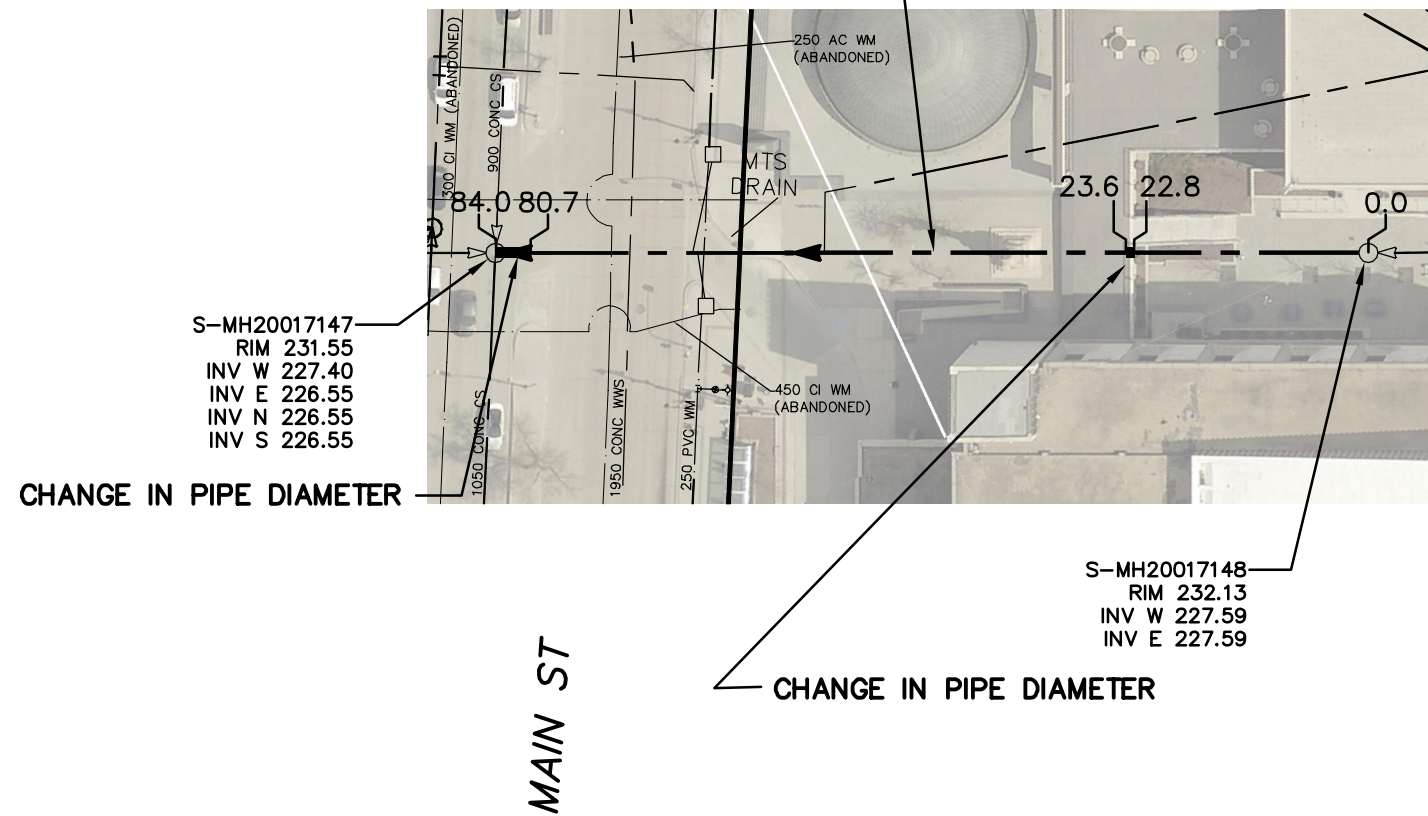 250 AC WM
(ABANDONED)
300 CI WM (ABANDONED)
900 CONC CS
MTS
DRAIN
84.0 80.7
23.6 22.8
0.0
S-MH20017147
RIM 231.55
INV W 227.40
INV E 226.55
INV N 226.55
INV S 226.55
CHANGE IN PIPE DIAMETER
1050 CONC CS
1950 CONC WWS
250 PVC WM
450 CI WM
(ABANDONED)
S-MH20017148
RIM 232.13
INV W 227.59
INV E 227.59
CHANGE IN PIPE DIAMETER
MAIN ST